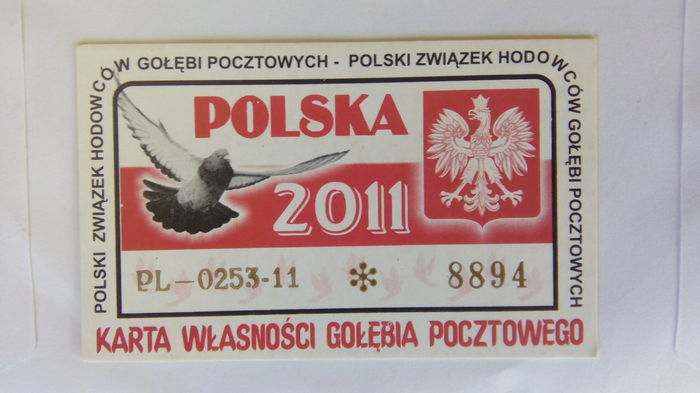 POLSKI ZWIĄZEK HODOWCÓW GOŁĘBI POCZTOWYCH - POLSKI ZWIĄZEK HODOWCÓW GOŁĘBI POCZTOWYCH
POLSKA
2011
PL-0253-11 * 8894
KARTA WŁASNOŚCI GOŁĘBIA POCZTOWEGO